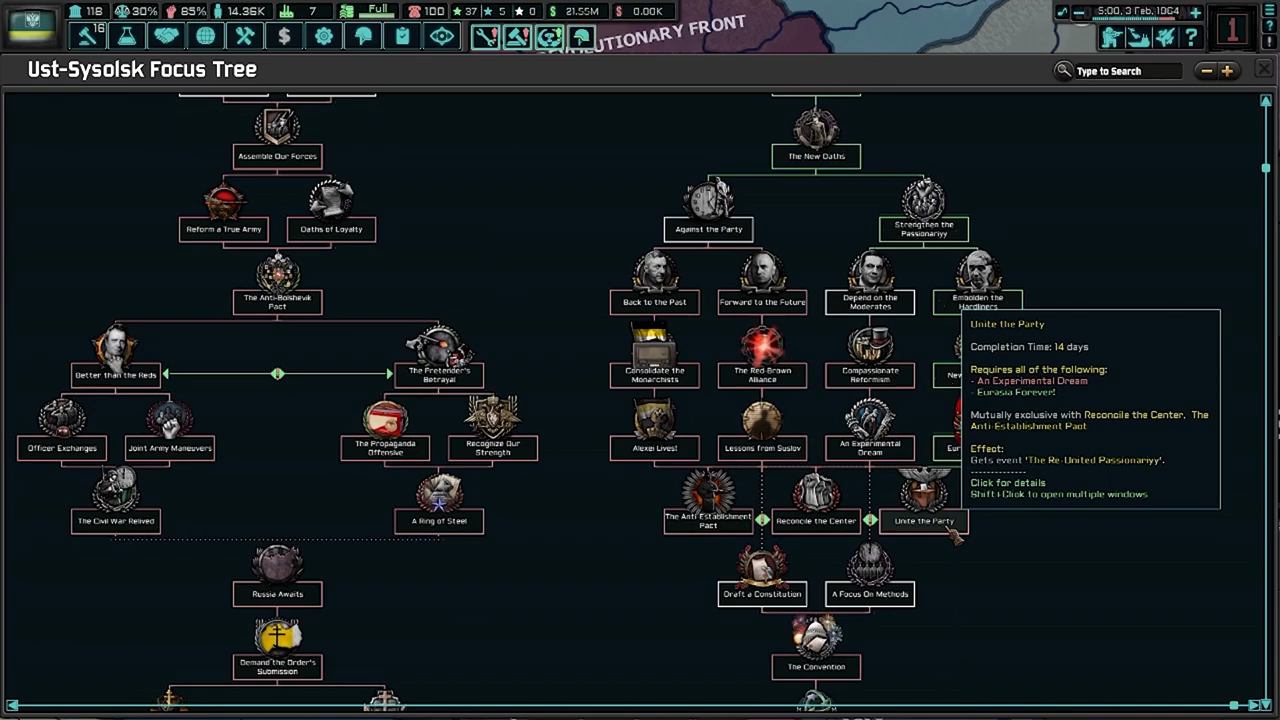 118 30% 85% 14.36K 7 Full 100 37 5 0 $ 21.55M $ 0.00K 5:00, 3 Feb, 1964
16
1
UTIONARY FRONT
Ust-Sysolsk Focus Tree
Type to Search
Assemble Our Forces
The New Oaths
Reform a True Army
Oaths of Loyalty
Against the Party
Strengthen the
Passionariyy
The Anti-Bolshevik
Pact
Back to the Past
Forward to the Future
Depend on the
Moderates
Embolden the
Hardliners
Better than the Reds
The Pretender's
Betrayal
Consolidate the
Monarchists
The Red-Brown
Alliance
Compassionate
Reformism
New
Officer Exchanges
Joint Army Maneuvers
The Propaganda
Offensive
Recognize Our
Strength
Alexei Lives!
Lessons from Suslov
An Experimental
Dream
Eur
The Civil War Relived
A Ring of Steel
The Anti Establishment
Pact
Reconcile the Center
Unite the Party
Russia Awaits
Draft a Constitution
A Focus On Methods
Demand the Order's
Submission
The Convention
Unite the Party
Completion Time: 14 days
Requires all of the following:
- An Experimental Dream
- Eurasia Forever!
Mutually exclusive with Reconcile the Center, The
Anti-Establishment Pact
Effect:
Gets event 'The Re-United Passionariyy'.
--------------
Click for details
Shift+Click to open multiple windows